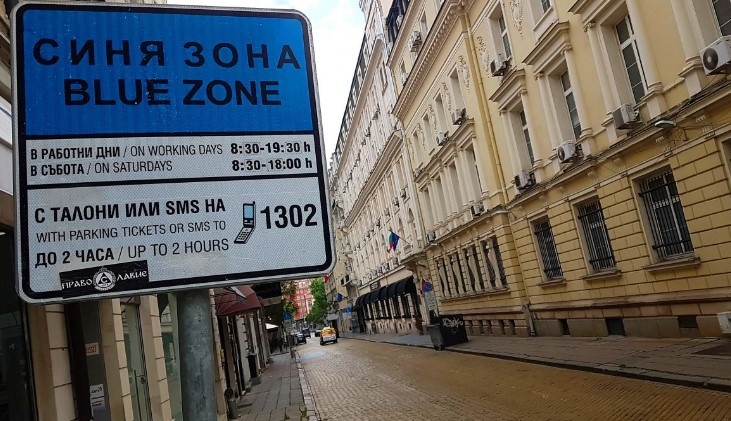 СИНЯ ЗОНА
BLUE ZONE
В РАБОТНИ ДНИ / ON WORKING DAYS 8:30-19:30 h
В СЪБОТА / ON SATURDAYS 8:30-18:00 h
С ТАЛОНИ ИЛИ SMS НА 1302
WITH PARKING TICKETS OR SMS TO
ДО 2 ЧАСА / UP TO 2 HOURS
ПРАВОСЛАВИЕ